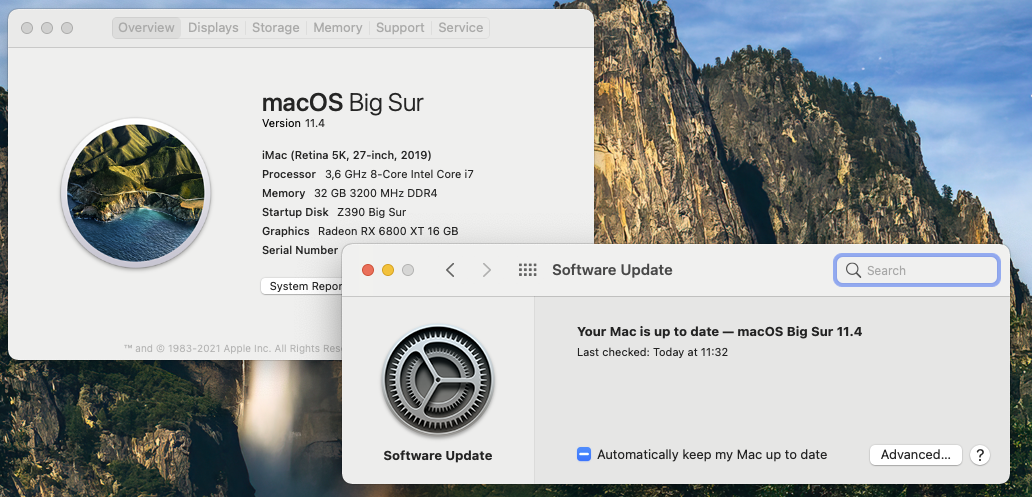 Overview Displays Storage Memory Support Service
macOS Big Sur
Version 11.4
iMac (Retina 5K, 27-inch, 2019)
Processor 3,6 GHz 8-Core Intel Core i7
Memory 32 GB 3200 MHz DDR4
Startup Disk Z390 Big Sur
Graphics Radeon RX 6800 XT 16 GB
Serial Number
System Repor
™ and © 1983-2021 Apple Inc. All Rights Rese
Software Update
Search
Your Mac is up to date — macOS Big Sur 11.4
Last checked: Today at 11:32
Software Update
Automatically keep my Mac up to date
Advanced...
?